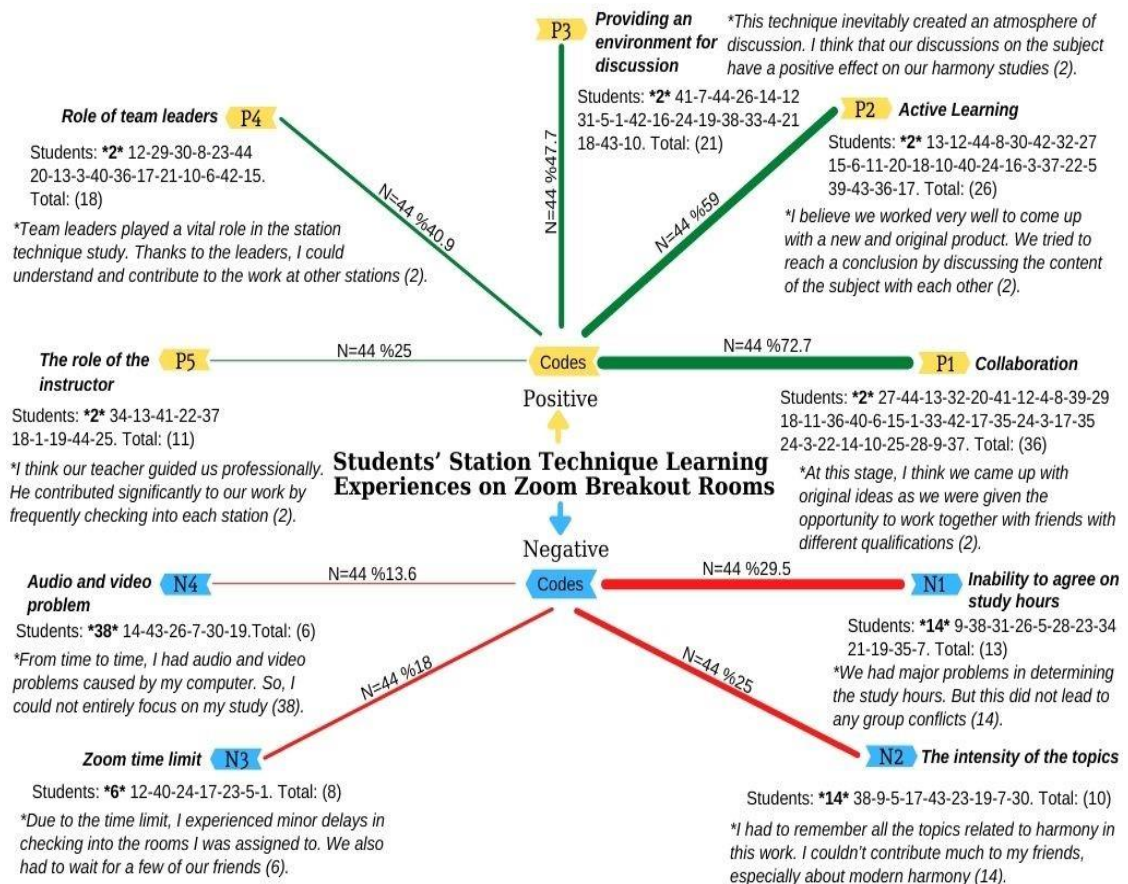 P3
Providing an
environment for
discussion
*This technique inevitably created an atmosphere of
discussion. I think that our discussions on the subject
have a positive effect on our harmony studies (2).
Students: *2* 41-7-44-26-14-12
31-5-1-42-16-24-19-38-33-4-21
18-43-10. Total: (21)
N=44 %47.7
Role of team leaders
P4
Students: *2* 12-29-30-8-23-44
20-13-3-40-36-17-21-10-6-42-15.
Total: (18)
*Team leaders played a vital role in the station
technique study. Thanks to the leaders, I could
understand and contribute to the work at other stations (2).
N=44 %40.9
P2
Active Learning
Students: *2* 13-12-44-8-30-42-32-27
15-6-11-20-18-10-40-24-16-3-37-22-5
39-43-36-17. Total: (26)
*I believe we worked very well to come up
with a new and original product. We tried to
reach a conclusion by discussing the content
of the subject with each other (2).
N=44 %59
The role of the
instructor
P5
N=44 %25
Students: *2* 34-13-41-22-37
18-1-19-44-25. Total: (11)
*I think our teacher guided us professionally.
He contributed significantly to our work by
frequently checking into each station (2).
Codes
Positive
N=44 %72.7
P1
Collaboration
Students: *2* 27-44-13-32-20-41-12-4-8-39-29
18-11-36-40-6-15-1-33-42-17-35-24-3-17-35
24-3-22-14-10-25-28-9-37. Total: (36)
*At this stage, I think we came up with
original ideas as we were given the
opportunity to work together with friends with
different qualifications (2).
Students’ Station Technique Learning
Experiences on Zoom Breakout Rooms
Negative
Codes
Audio and video
problem
N4
N=44 %13.6
Students: *38* 14-43-26-7-30-19.Total: (6)
*From time to time, I had audio and video
problems caused by my computer. So, I
could not entirely focus on my study (38).
N=44 %29.5
N1
Inability to agree on
study hours
Students: *14* 9-38-31-26-5-28-23-34
21-19-35-7. Total: (13)
*We had major problems in determining
the study hours. But this did not lead to
any group conflicts (14).
N=44 %18
Zoom time limit
N3
Students: *6* 12-40-24-17-23-5-1. Total: (8)
*Due to the time limit, I experienced minor delays in
checking into the rooms I was assigned to. We also
had to wait for a few of our friends (6).
N=44 %25
N2
The intensity of the topics
Students: *14* 38-9-5-17-43-23-19-7-30. Total: (10)
*I had to remember all the topics related to harmony in
this work. I couldn’t contribute much to my friends,
especially about modern harmony (14).